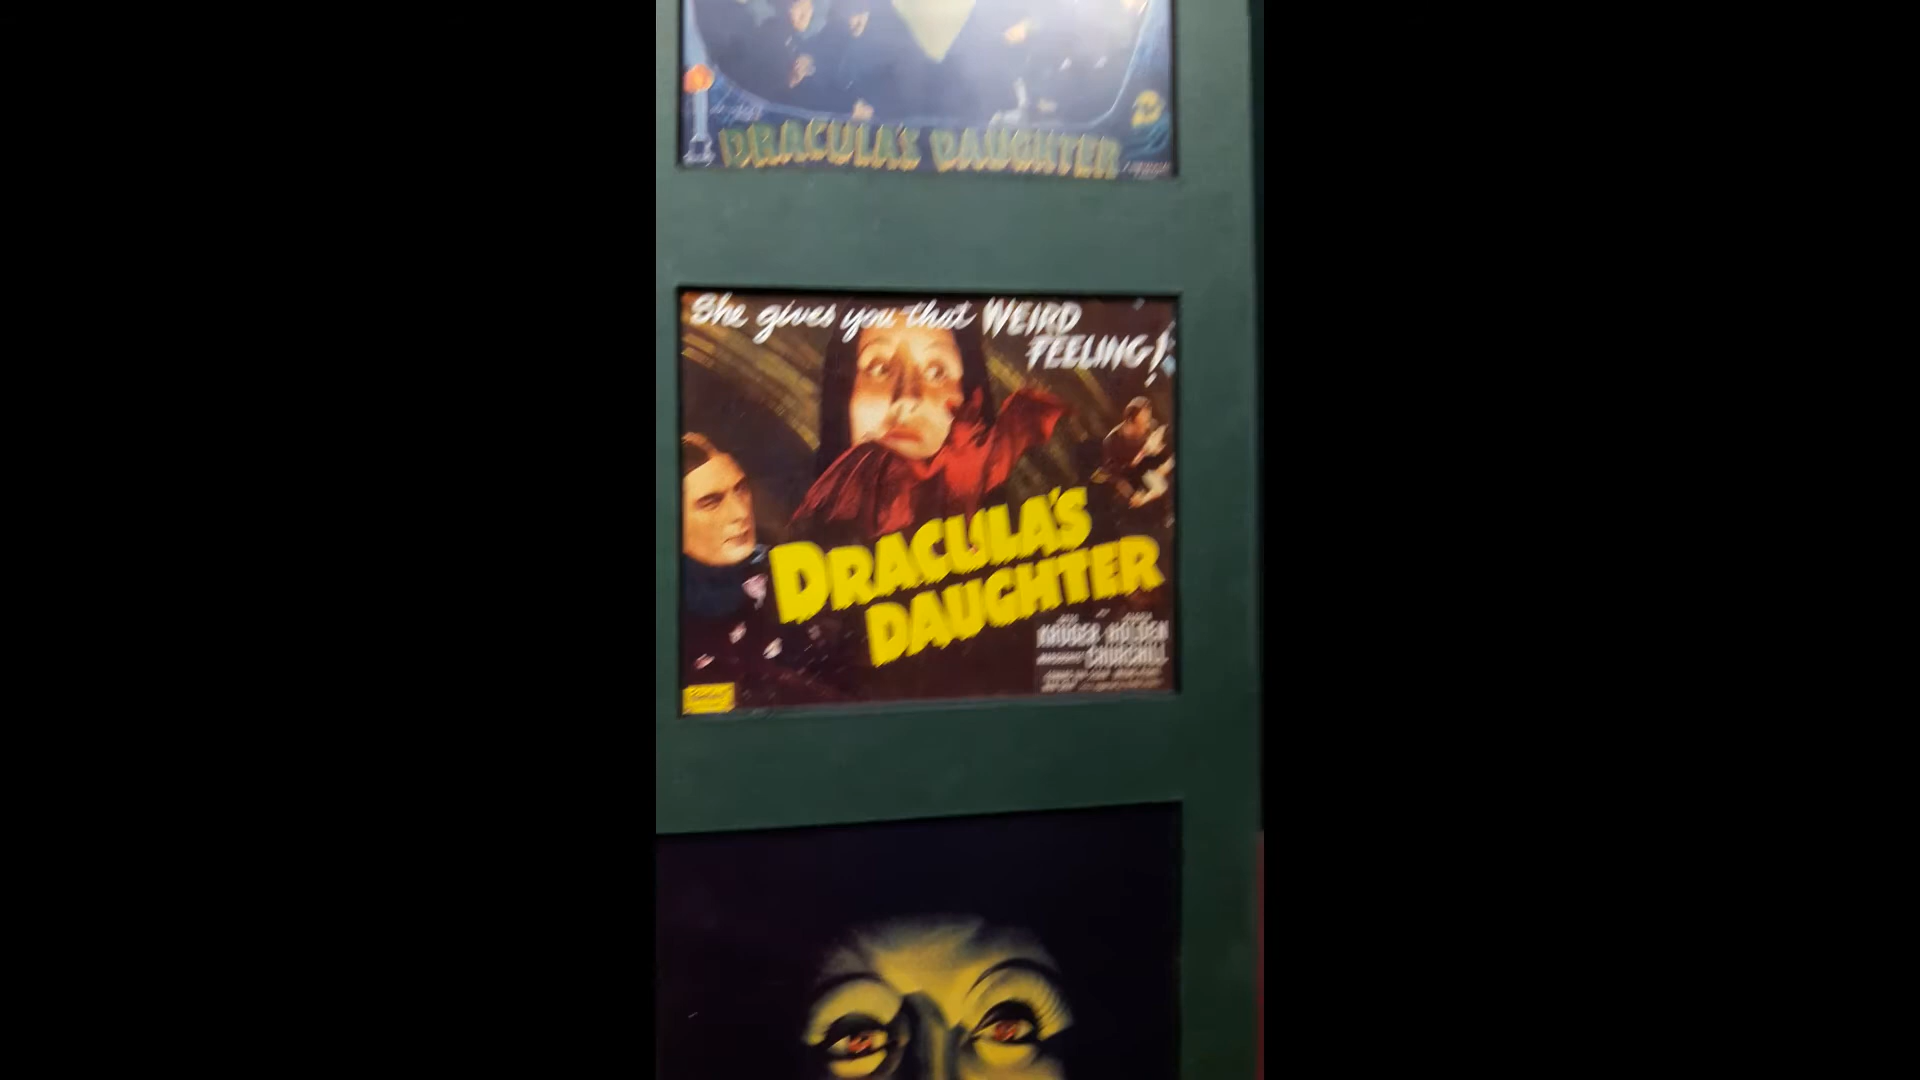 DRACULA'S DAUGHTER
She gives you that WEIRD
FEELING!
DRACULA'S
DAUGHTER
KRUGER HOLDEN
CHURCHILL